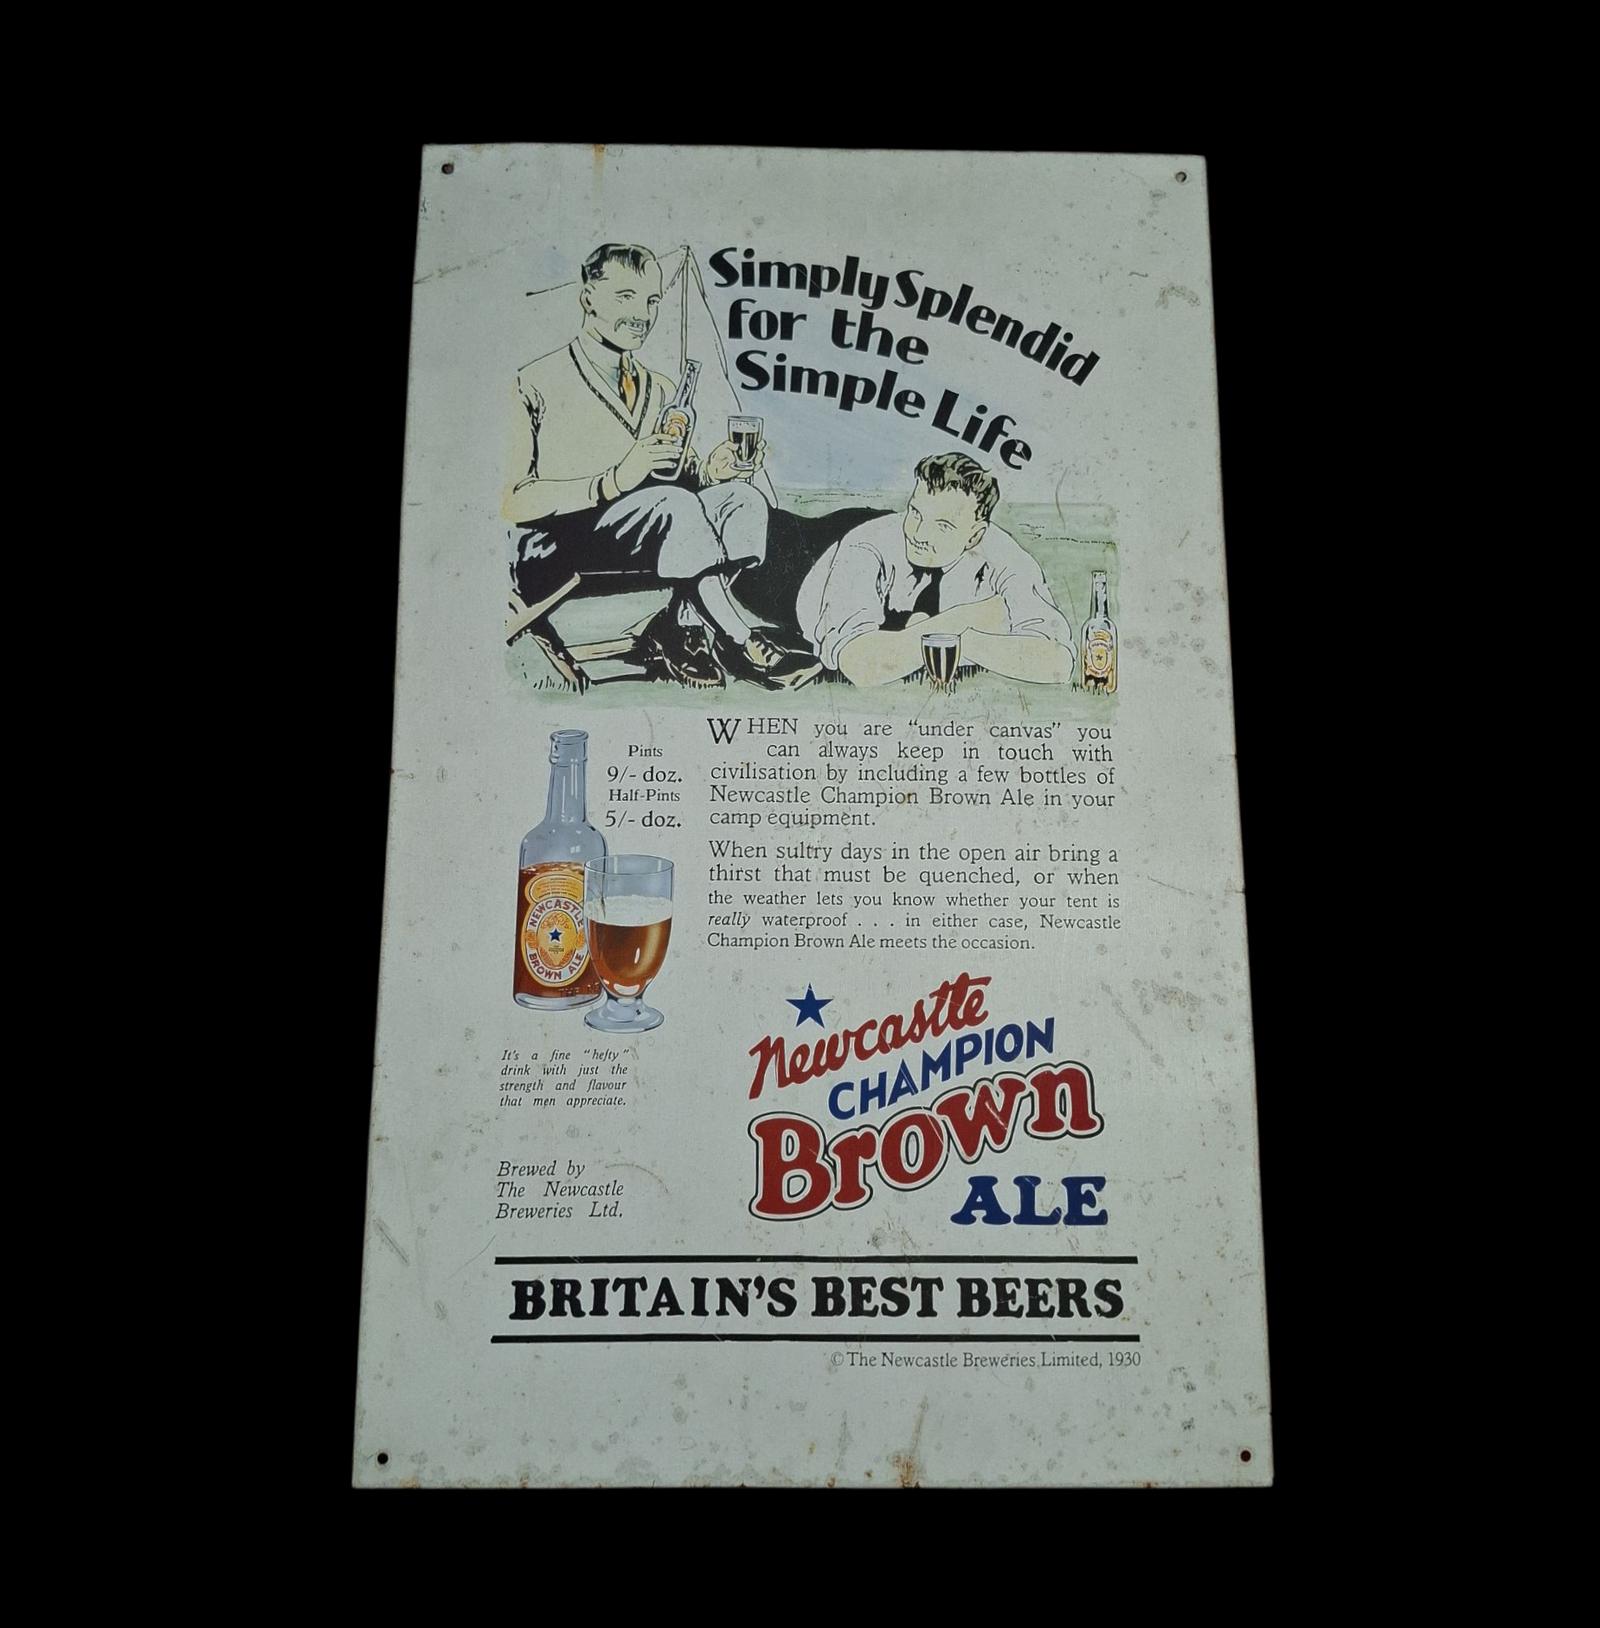 Simply Splendid
for the
Simple Life
WHEN you are "under canvas" you
can always keep in touch with
civilisation by including a few bottles of
Newcastle Champion Brown Ale in your
camp equipment.
When sultry days in the open air bring a
thirst that must be quenched, or when
the weather lets you know whether your tent is
really waterproof . . . in either case, Newcastle
Champion Brown Ale meets the occasion.
Pints
9/- doz.
Half-Pints
5/- doz.
NEWCASTLE
BROWN ALE
It's a fine "hefty"
drink with just the
strength and flavour
that men appreciate.
Brewed by
The Newcastle
Breweries Ltd.
Newcastle
CHAMPION
Brown
ALE
BRITAIN'S BEST BEERS
© The Newcastle Breweries Limited, 1930